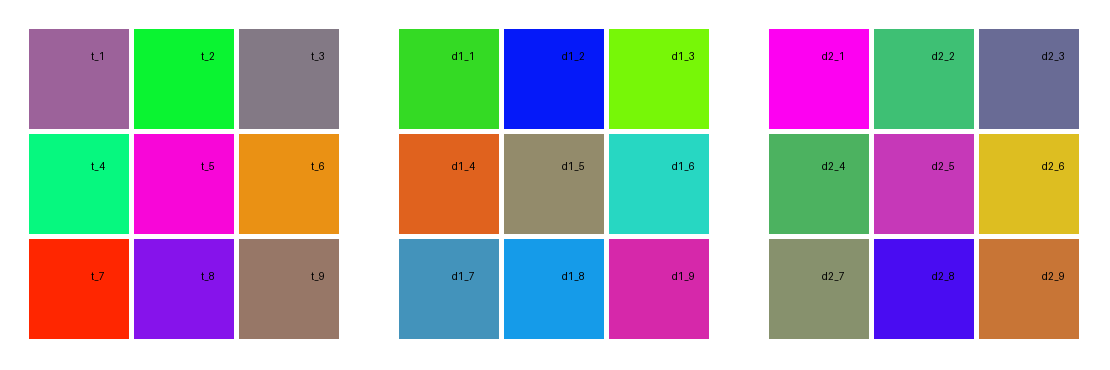 t_1 t_2 t_3 d1_1 d1_2 d1_3 d2_1 d2_2 d2_3
t_4 t_5 t_6 d1_4 d1_5 d1_6 d2_4 d2_5 d2_6
t_7 t_8 t_9 d1_7 d1_8 d1_9 d2_7 d2_8 d2_9